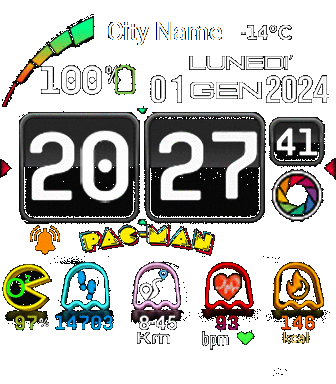 City Name -14°C
100%
LUNEDI'
01 GEN 2024
20 27 41
PAC-MAN
97% 14703 8.45 93 146
Km bpm kcal